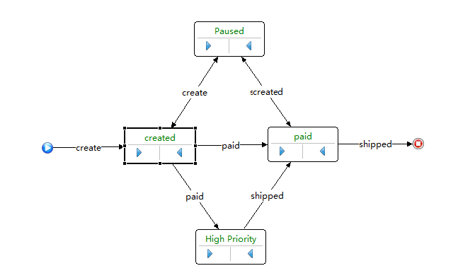 Paused
create
screated
created
paid
create
paid
shipped
paid
shipped
High Priority